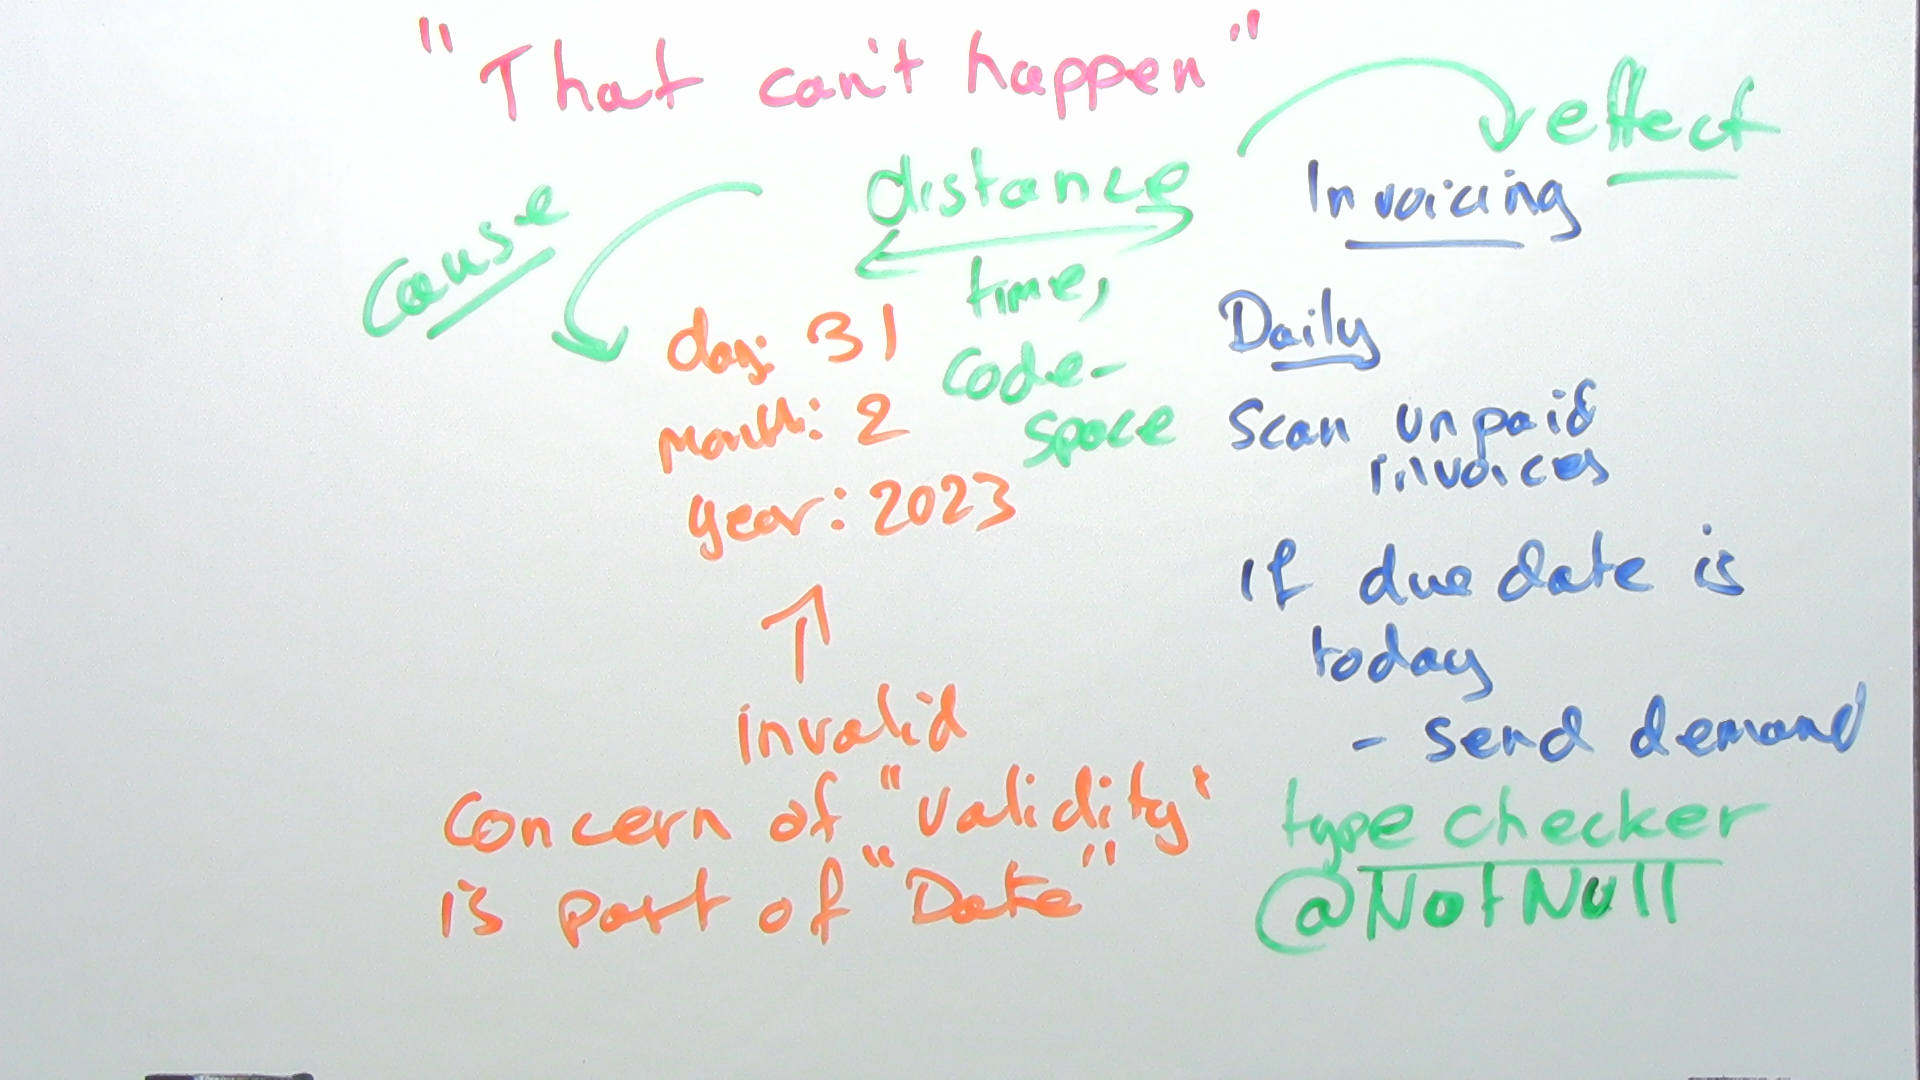 "That can't happen"
cause
distance
time,
code-
space
effect
day: 31
month: 2
year: 2023
invalid
concern of "validity"
is part of "Date"
Invoicing
Daily
Scan unpaid
invoices
If due date is
today
- send demand
type checker
@NotNull